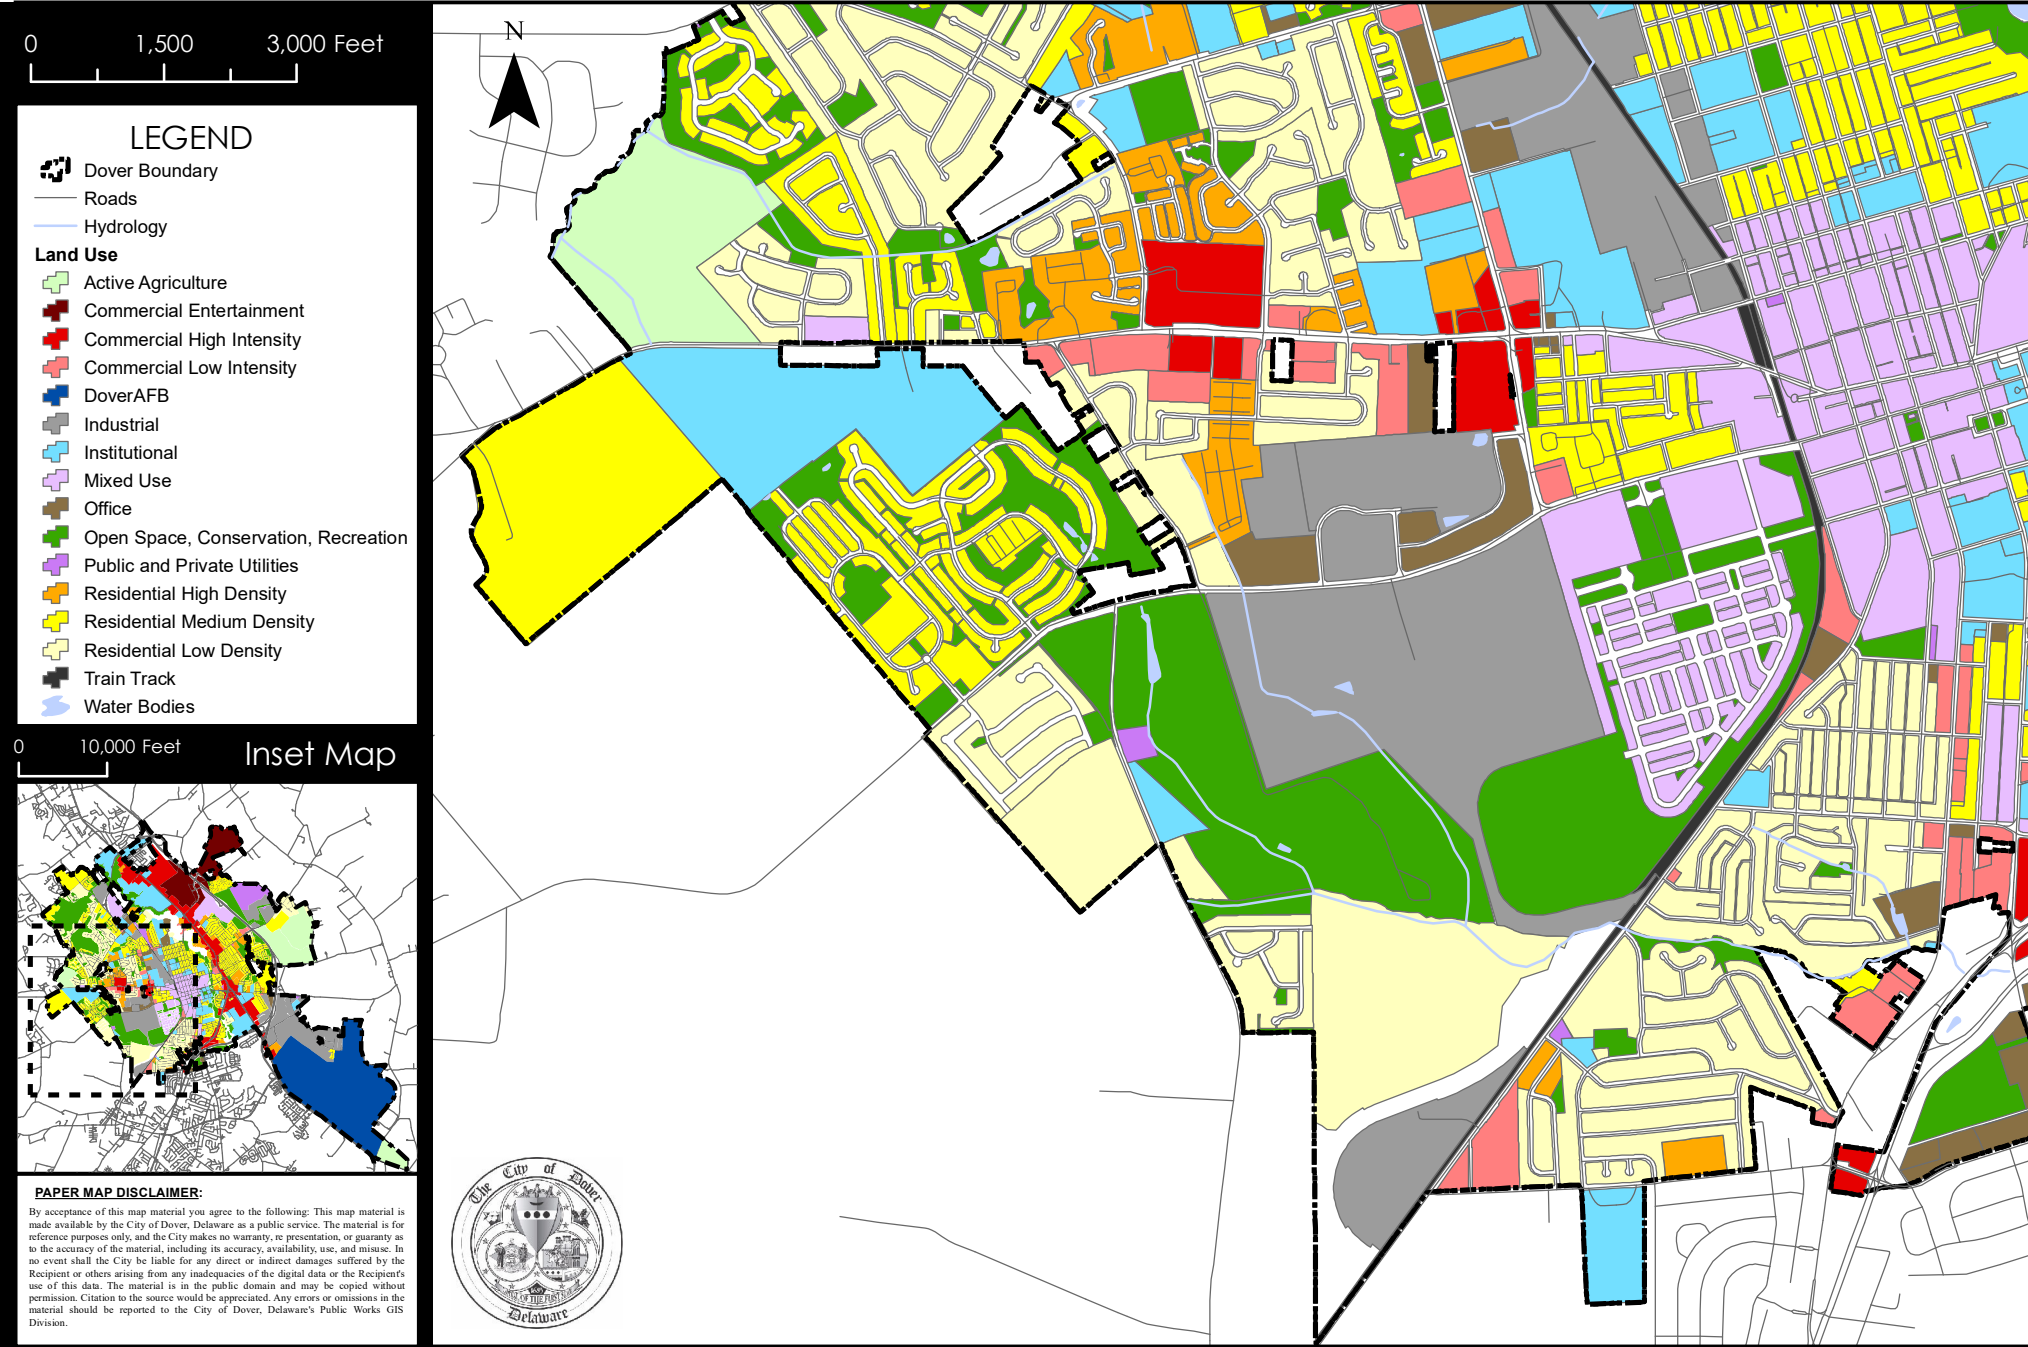 0 1,500 3,000 Feet
N
LEGEND
Dover Boundary
Roads
Hydrology
Land Use
Active Agriculture
Commercial Entertainment
Commercial High Intensity
Commercial Low Intensity
DoverAFB
Industrial
Institutional
Mixed Use
Office
Open Space, Conservation, Recreation
Public and Private Utilities
Residential High Density
Residential Medium Density
Residential Low Density
Train Track
Water Bodies
0 10,000 Feet
Inset Map
PAPER MAP DISCLAIMER:
By acceptance of this map material you agree to the following: This map material is
made available by the City of Dover, Delaware as a public service. The material is for
reference purposes only, and the City makes no warranty, re presentation, or guaranty as
to the accuracy of the material, including its accuracy, availability, use, and misuse. In
no event shall the City be liable for any direct or indirect damages suffered by the
Recipient or others arising from any inadequacies of the digital data or the Recipient's
use of this data. The material is in the public domain and may be copied without
permission. Citation to the source would be appreciated. Any errors or omissions in the
material should be reported to the City of Dover, Delaware's Public Works GIS
Division.
The City of Dover
Delaware